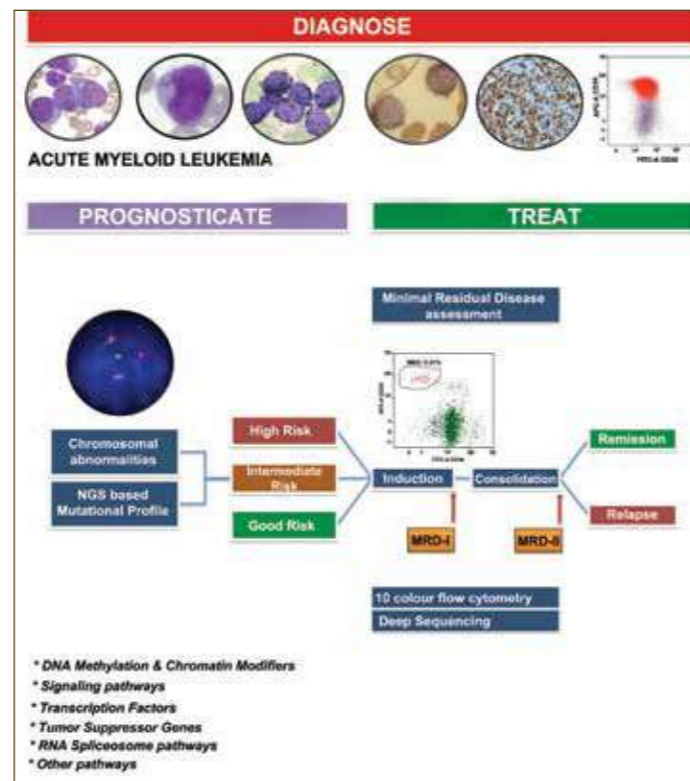 DIAGNOSE
ACUTE MYELOID LEUKEMIA
PROGNOSTICATE
TREAT
Minimal Residual Disease
assessment
Chromosomal
abnormalities
NGS based
Mutational Profile
High Risk
Intermediate
Risk
Good Risk
Induction
Consolidation
Remission
Relapse
MRD-I
MRD-II
10 colour flow cytometry
Deep Sequencing
* DNA Methylation & Chromatin Modifiers
* Signaling pathways
* Transcription Factors
* Tumor Suppressor Genes
* RNA Spliceosome pathways
* Other pathways